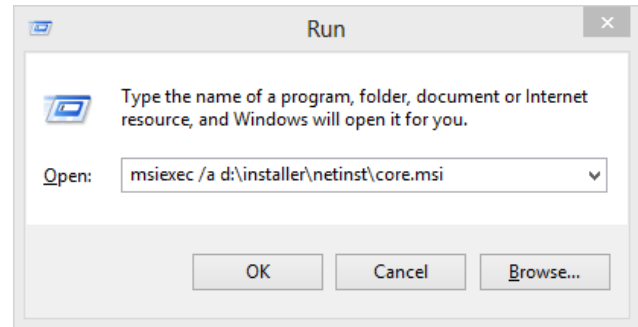 Run
Type the name of a program, folder, document or Internet
resource, and Windows will open it for you.
Open: msiexec /a d:\installer\netinst\core.msi
OK Cancel Browse...